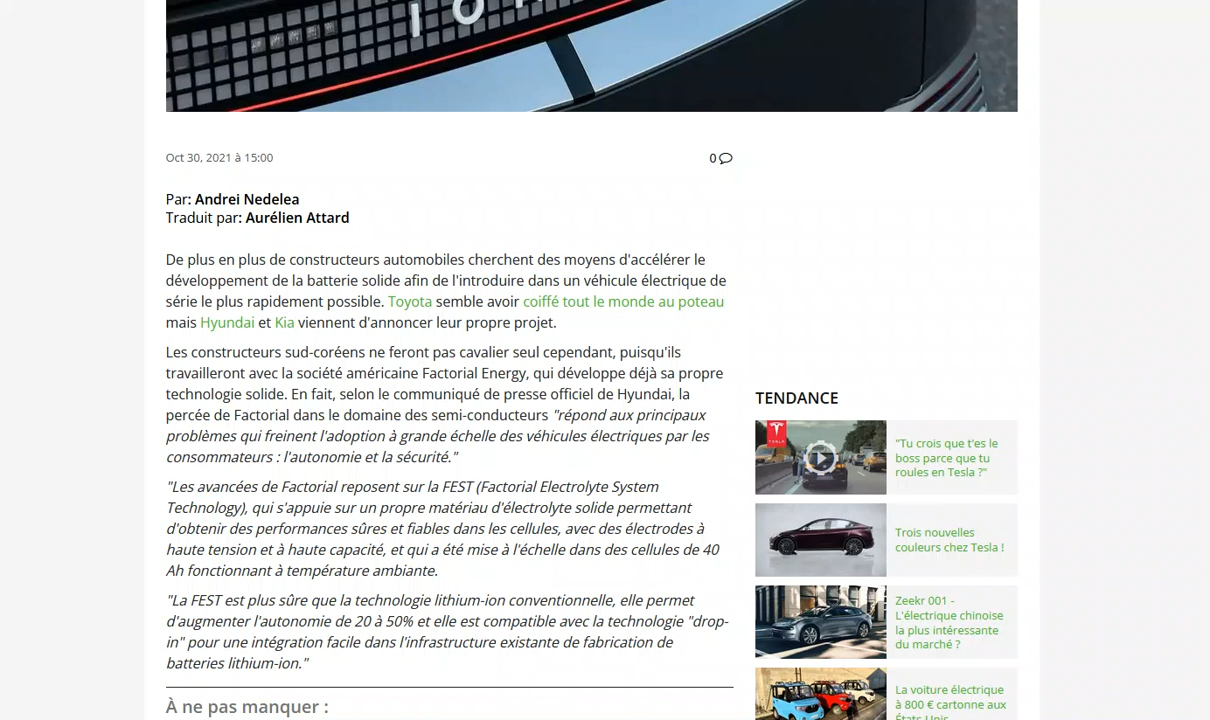 Oct 30, 2021 à 15:00
0
Par: Andrei Nedelea
Traduit par: Aurélien Attard
De plus en plus de constructeurs automobiles cherchent des moyens d'accélérer le
développement de la batterie solide afin de l'introduire dans un véhicule électrique de
série le plus rapidement possible. Toyota semble avoir coiffé tout le monde au poteau
mais Hyundai et Kia viennent d'annoncer leur propre projet.
Les constructeurs sud-coréens ne feront pas cavalier seul cependant, puisqu'ils
travailleront avec la société américaine Factorial Energy, qui développe déjà sa propre
technologie solide. En fait, selon le communiqué de presse officiel de Hyundai, la
percée de Factorial dans le domaine des semi-conducteurs "répond aux principaux
problèmes qui freinent l'adoption à grande échelle des véhicules électriques par les
consommateurs : l'autonomie et la sécurité."
"Les avancées de Factorial reposent sur la FEST (Factorial Electrolyte System
Technology), qui s'appuie sur un propre matériau d'électrolyte solide permettant
d'obtenir des performances sûres et fiables dans les cellules, avec des électrodes à
haute tension et à haute capacité, et qui a été mise à l'échelle dans des cellules de 40
Ah fonctionnant à température ambiante.
"La FEST est plus sûre que la technologie lithium-ion conventionnelle, elle permet
d'augmenter l'autonomie de 20 à 50% et elle est compatible avec la technologie "drop-
in" pour une intégration facile dans l'infrastructure existante de fabrication de
batteries lithium-ion."
À ne pas manquer :
TENDANCE
TESLA
"Tu crois que t'es le
boss parce que tu
roules en Tesla ?"
Trois nouvelles
couleurs chez Tesla !
Zeekr 001 -
L'électrique chinoise
la plus intéressante
du marché ?
La voiture électrique
à 800 € cartonne aux
États-Unis